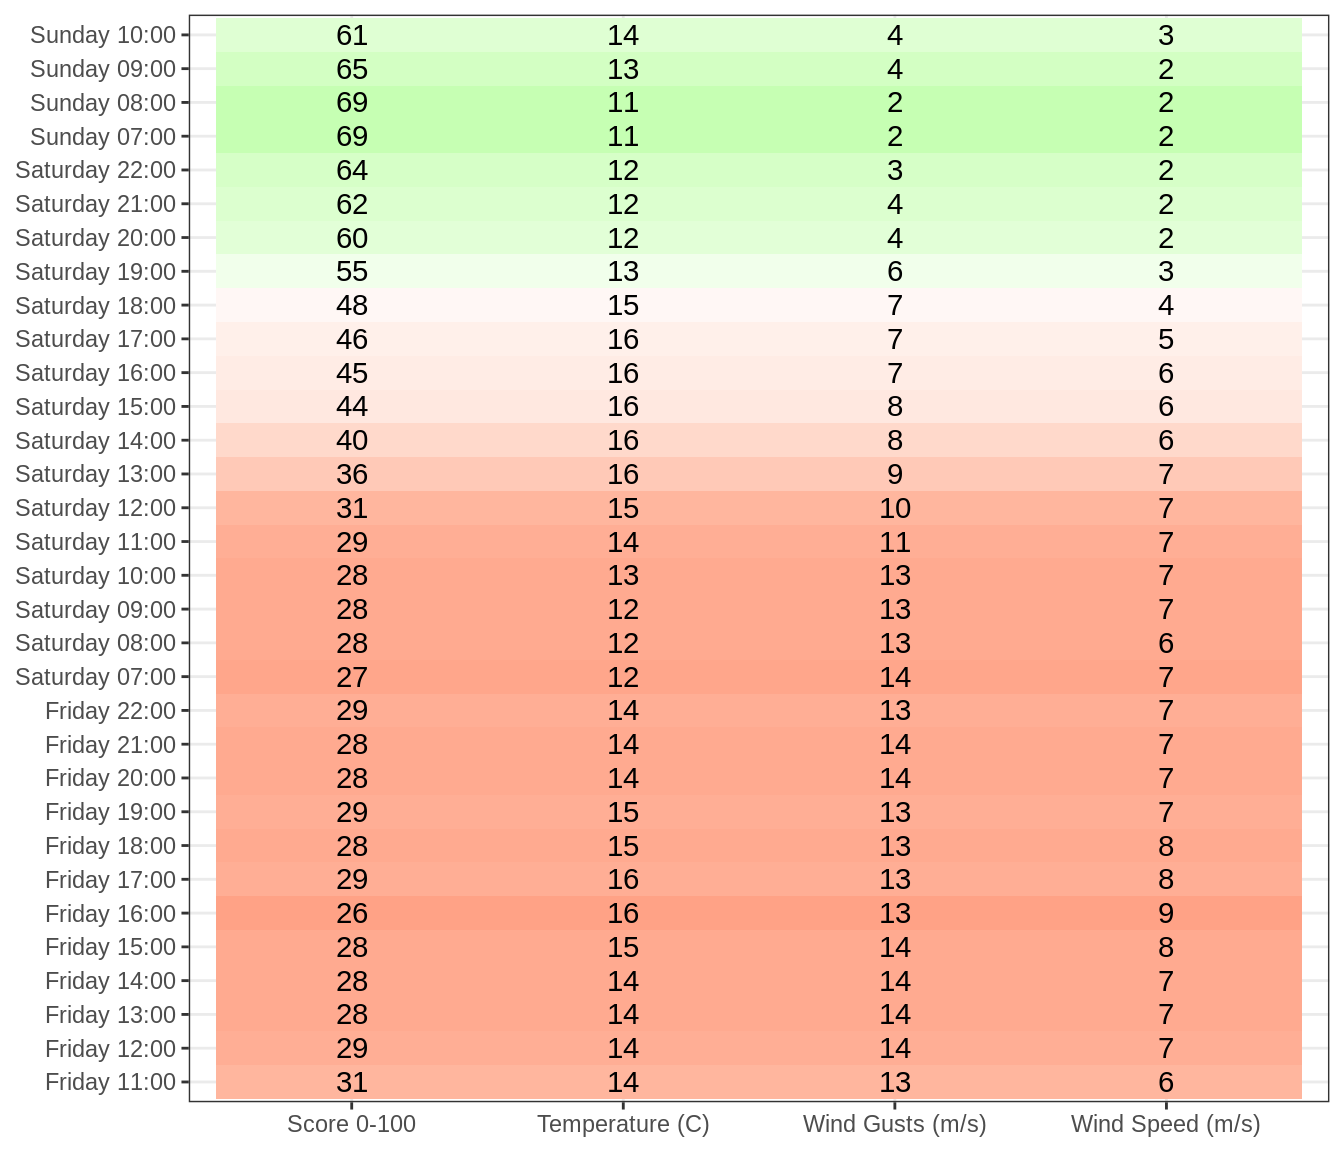 Sunday 10:00 61 14 4 3
Sunday 09:00 65 13 4 2
Sunday 08:00 69 11 2 2
Sunday 07:00 69 11 2 2
Saturday 22:00 64 12 3 2
Saturday 21:00 62 12 4 2
Saturday 20:00 60 12 4 2
Saturday 19:00 55 13 6 3
Saturday 18:00 48 15 7 4
Saturday 17:00 46 16 7 5
Saturday 16:00 45 16 7 6
Saturday 15:00 44 16 8 6
Saturday 14:00 40 16 8 6
Saturday 13:00 36 16 9 7
Saturday 12:00 31 15 10 7
Saturday 11:00 29 14 11 7
Saturday 10:00 28 13 13 7
Saturday 09:00 28 12 13 7
Saturday 08:00 28 12 13 6
Saturday 07:00 27 12 14 7
Friday 22:00 29 14 13 7
Friday 21:00 28 14 14 7
Friday 20:00 28 14 14 7
Friday 19:00 29 15 13 7
Friday 18:00 28 15 13 8
Friday 17:00 29 16 13 8
Friday 16:00 26 16 13 9
Friday 15:00 28 15 14 8
Friday 14:00 28 14 14 7
Friday 13:00 28 14 14 7
Friday 12:00 29 14 14 7
Friday 11:00 31 14 13 6
Score 0-100 Temperature (C) Wind Gusts (m/s) Wind Speed (m/s)